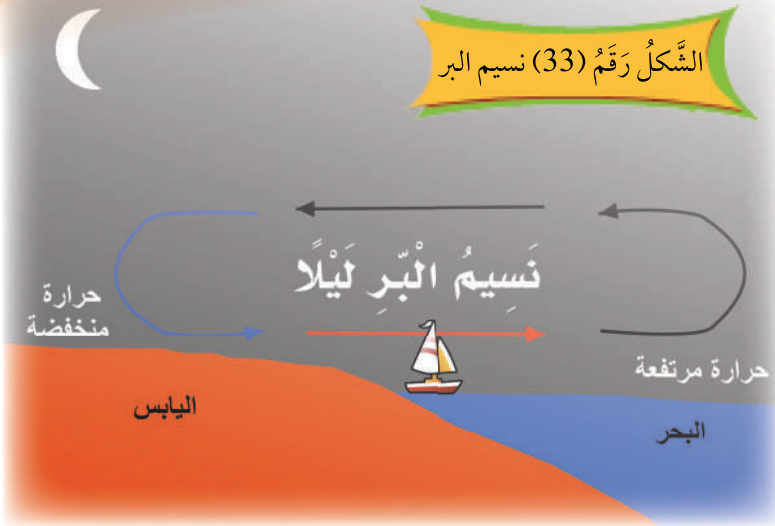 الشَّكلُ رَقَمُ (33) نسيم البر
نَسِيمُ الْبَّرِ لَيْلًا
حرارة
منخفضة
حرارة مرتفعة
اليابس
البحر